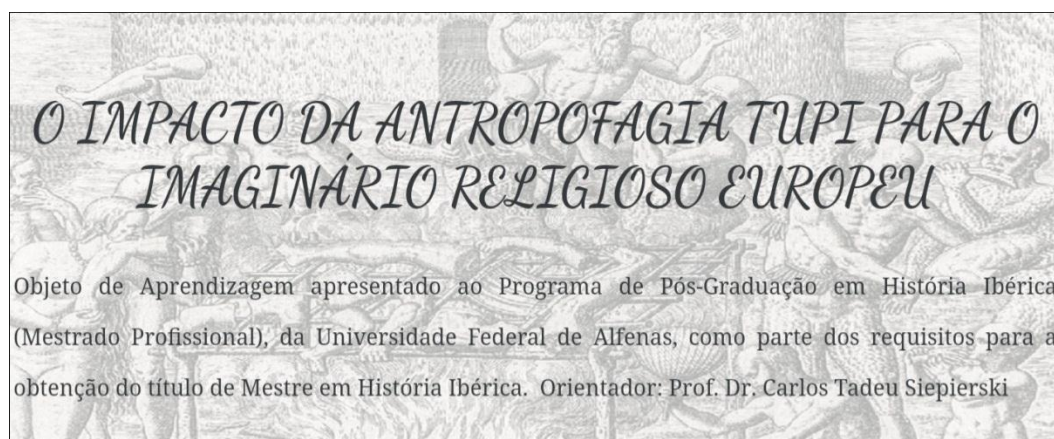 O IMPACTO DA ANTROPOFAGIA TUPI PARA O
IMAGINÁRIO RELIGIOSO EUROPEU
Objeto de Aprendizagem apresentado ao Programa de Pós-Graduação em História Ibérica
(Mestrado Profissional), da Universidade Federal de Alfenas, como parte dos requisitos para a
obtenção do título de Mestre em História Ibérica. Orientador: Prof. Dr. Carlos Tadeu Siepierski